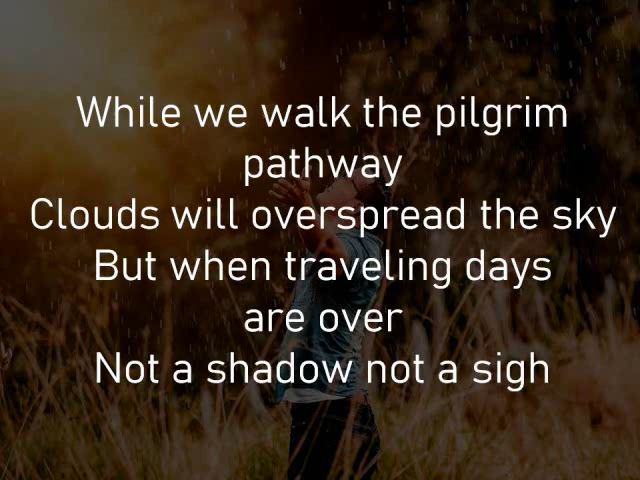 While we walk the pilgrim
pathway
Clouds will overspread the sky
But when traveling days
are over
Not a shadow not a sigh